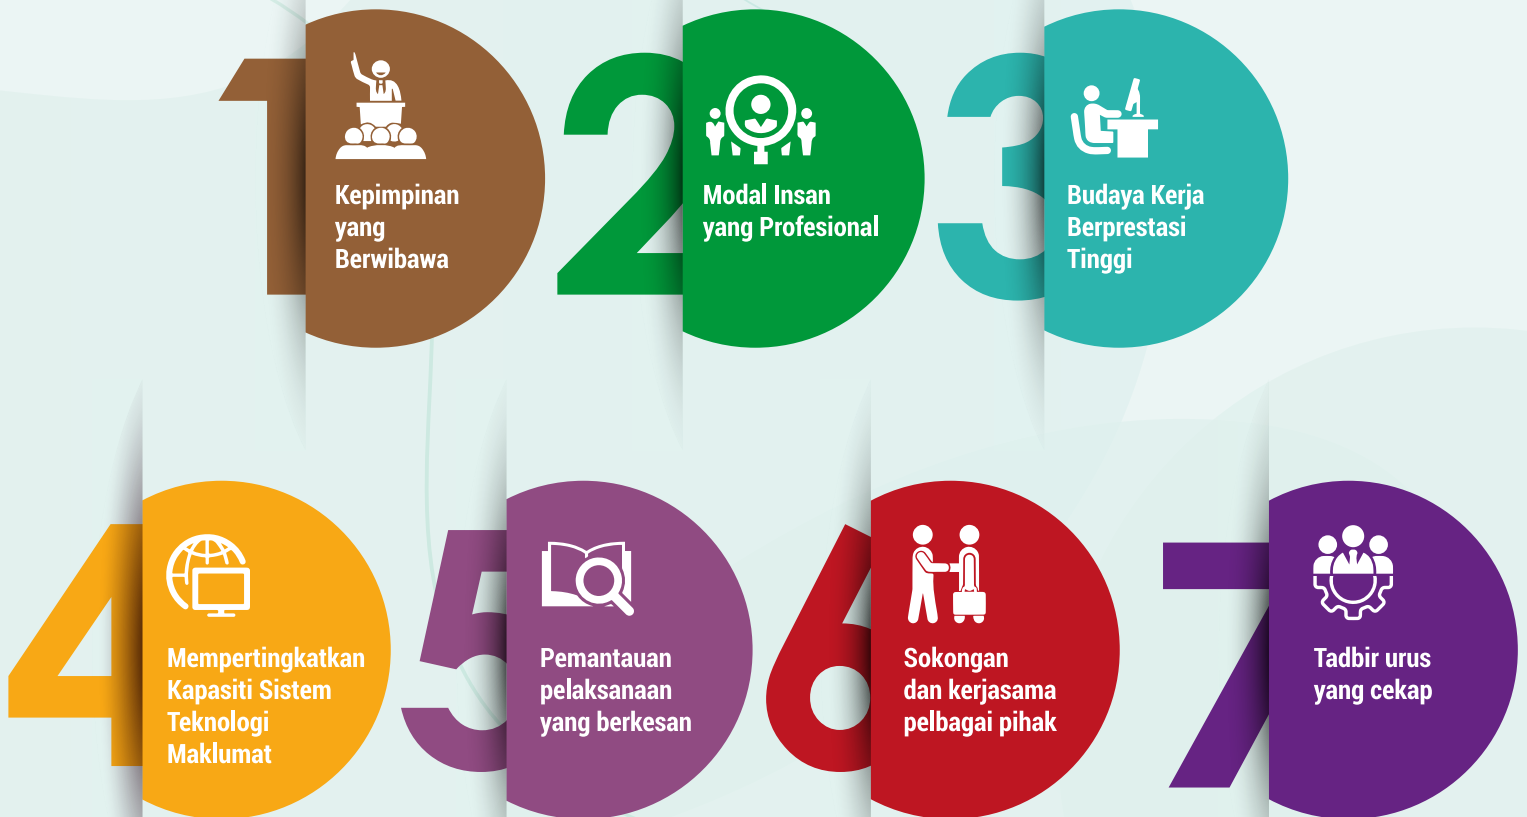 1
Kepimpinan
yang
Berwibawa
2
Modal Insan
yang Profesional
3
Budaya Kerja
Berprestasi
Tinggi
4
Mempertingkatkan
Kapasiti Sistem
Teknologi
Maklumat
5
Pemantauan
pelaksanaan
yang berkesan
6
Sokongan
dan kerjasama
pelbagai pihak
7
Tadbir urus
yang cekap